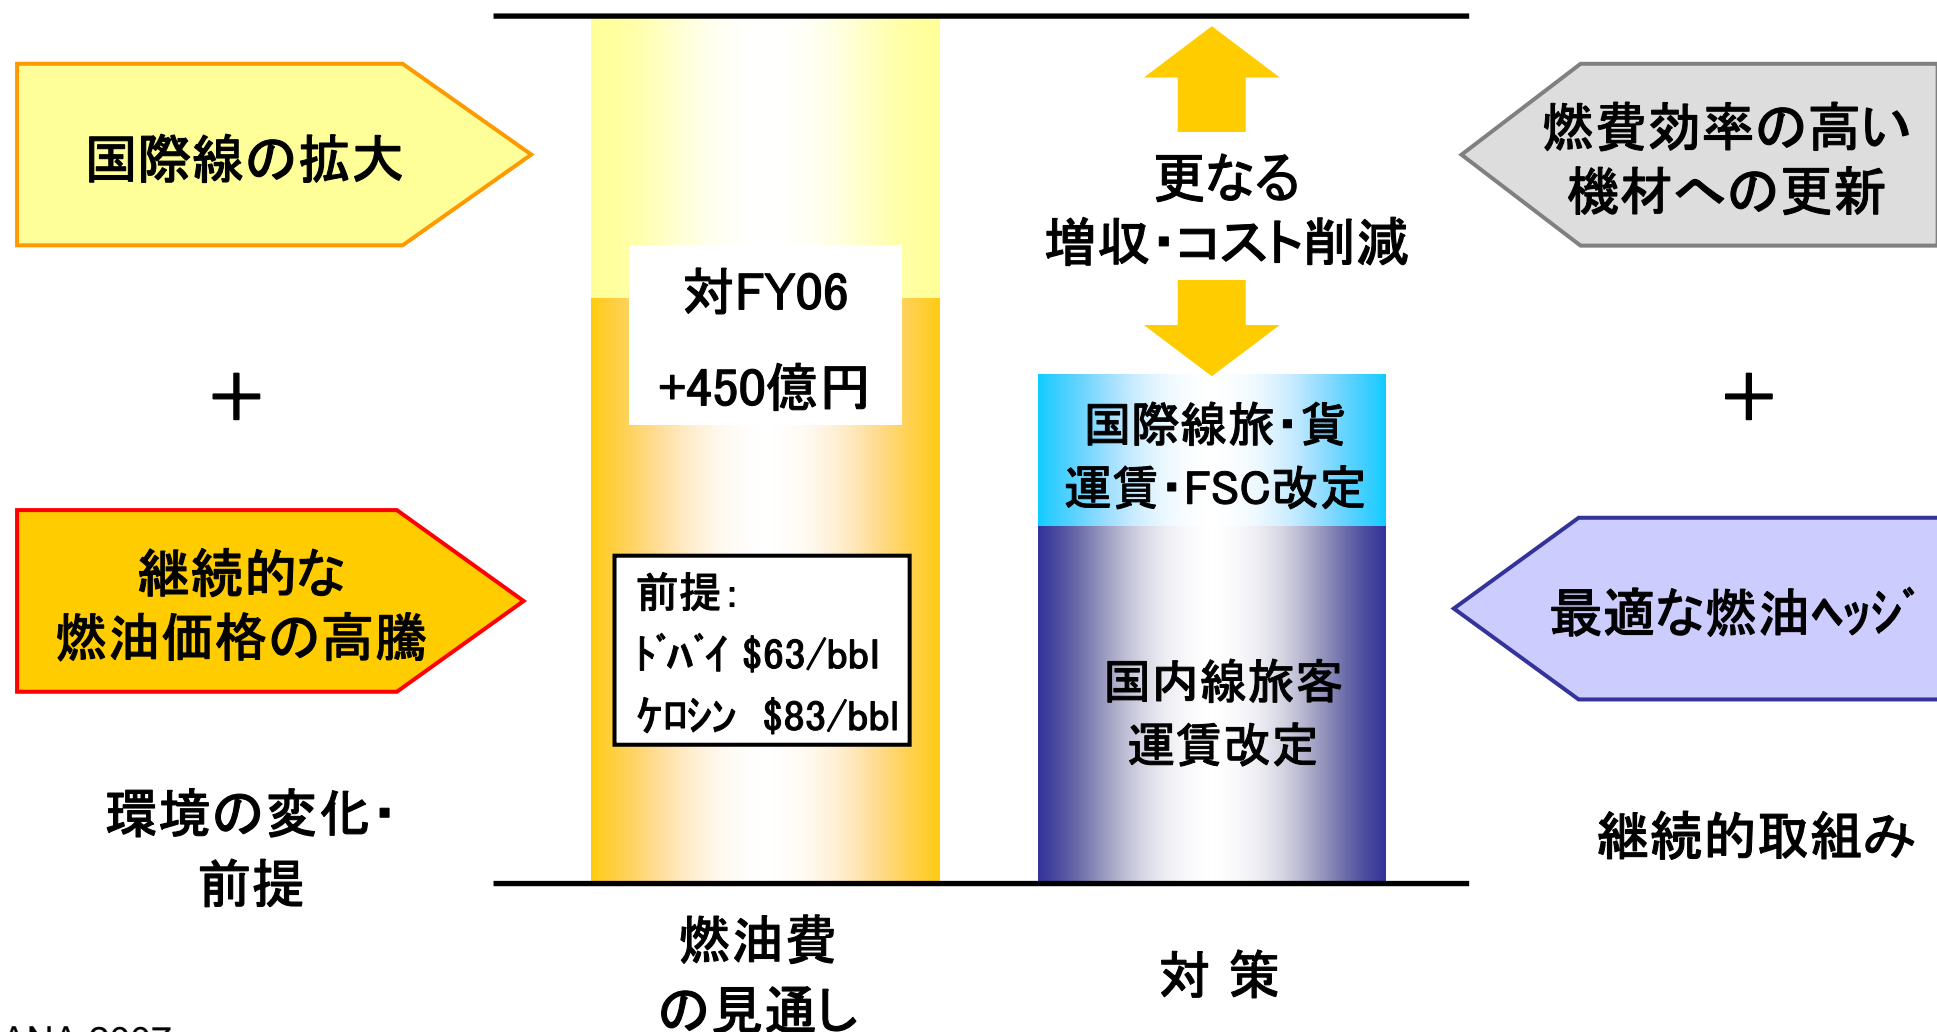 国際線の拡大
＋
継続的な
燃油価格の高騰
環境の変化・
前提
対FY06
+450億円
前提：
ﾄﾞﾊﾞｲ $63/bbl
ｹﾛｼﾝ $83/bbl
燃油費
の見通し
更なる
増収・コスト削減
国際線旅・貨
運賃・FSC改定
国内線旅客
運賃改定
対 策
燃費効率の高い
機材への更新
＋
最適な燃油ﾍｯｼﾞ
継続的取組み
ANA 2007